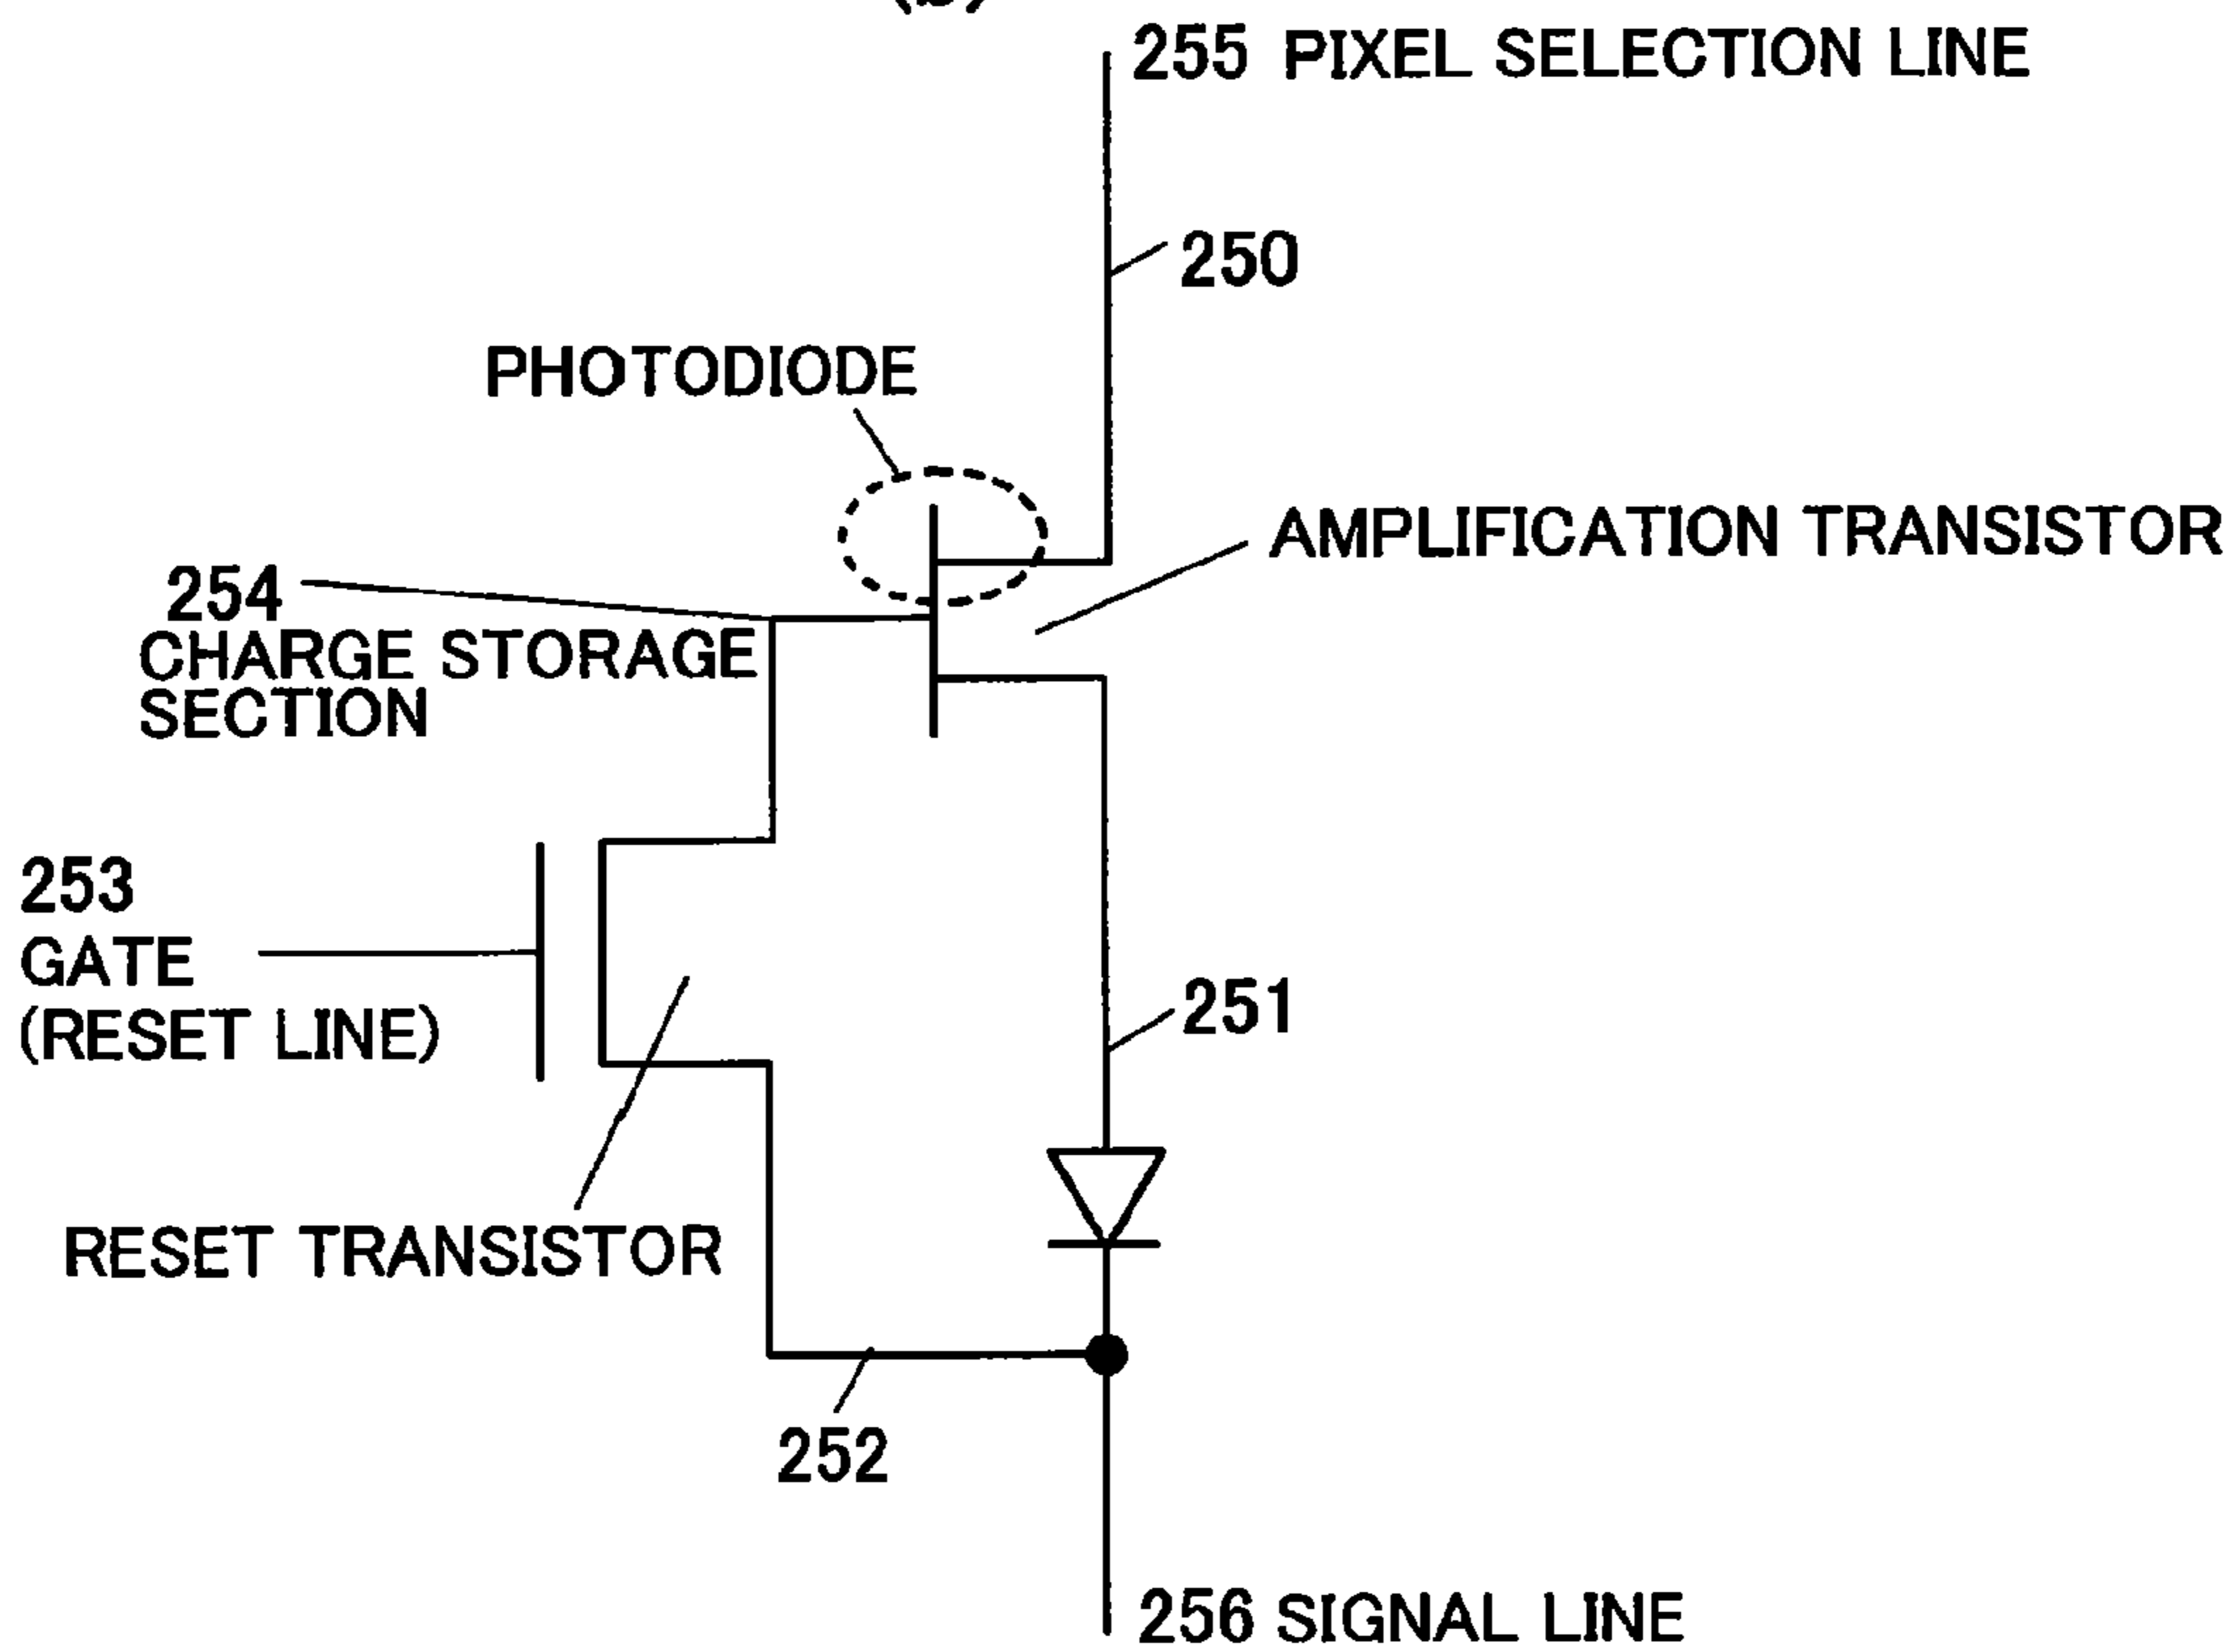 255 PIXEL SELECTION LINE
250
PHOTODIODE
AMPLIFICATION TRANSISTOR
254
CHARGE STORAGE
SECTION
253
GATE
(RESET LINE)
251
RESET TRANSISTOR
252
256 SIGNAL LINE